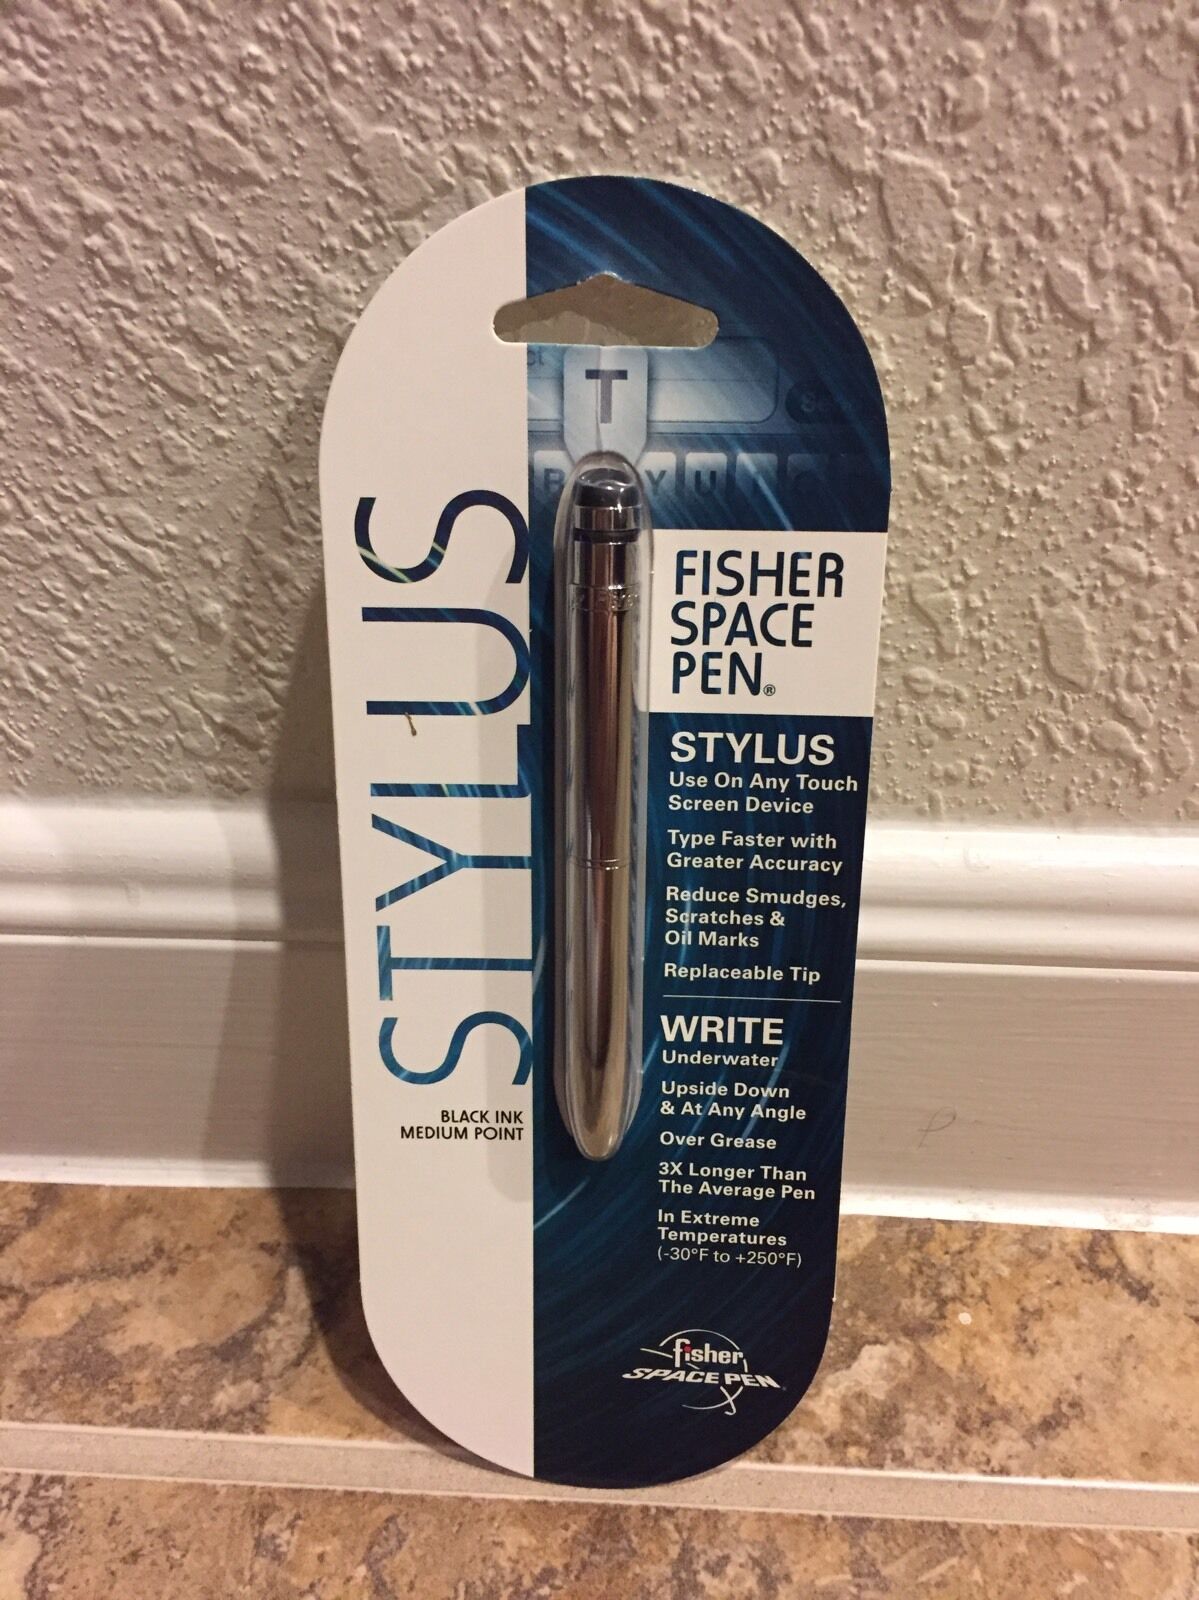 T
Y U
STYLUS
BLACK INK
MEDIUM POINT
FISHER
SPACE
PEN®
STYLUS
Use On Any Touch
Screen Device
Type Faster with
Greater Accuracy
Reduce Smudges,
Scratches &
Oil Marks
Replaceable Tip
WRITE
Underwater
Upside Down
& At Any Angle
Over Grease
3X Longer Than
The Average Pen
In Extreme
Temperatures
(-30°F to +250°F)
fisher
SPACE PEN